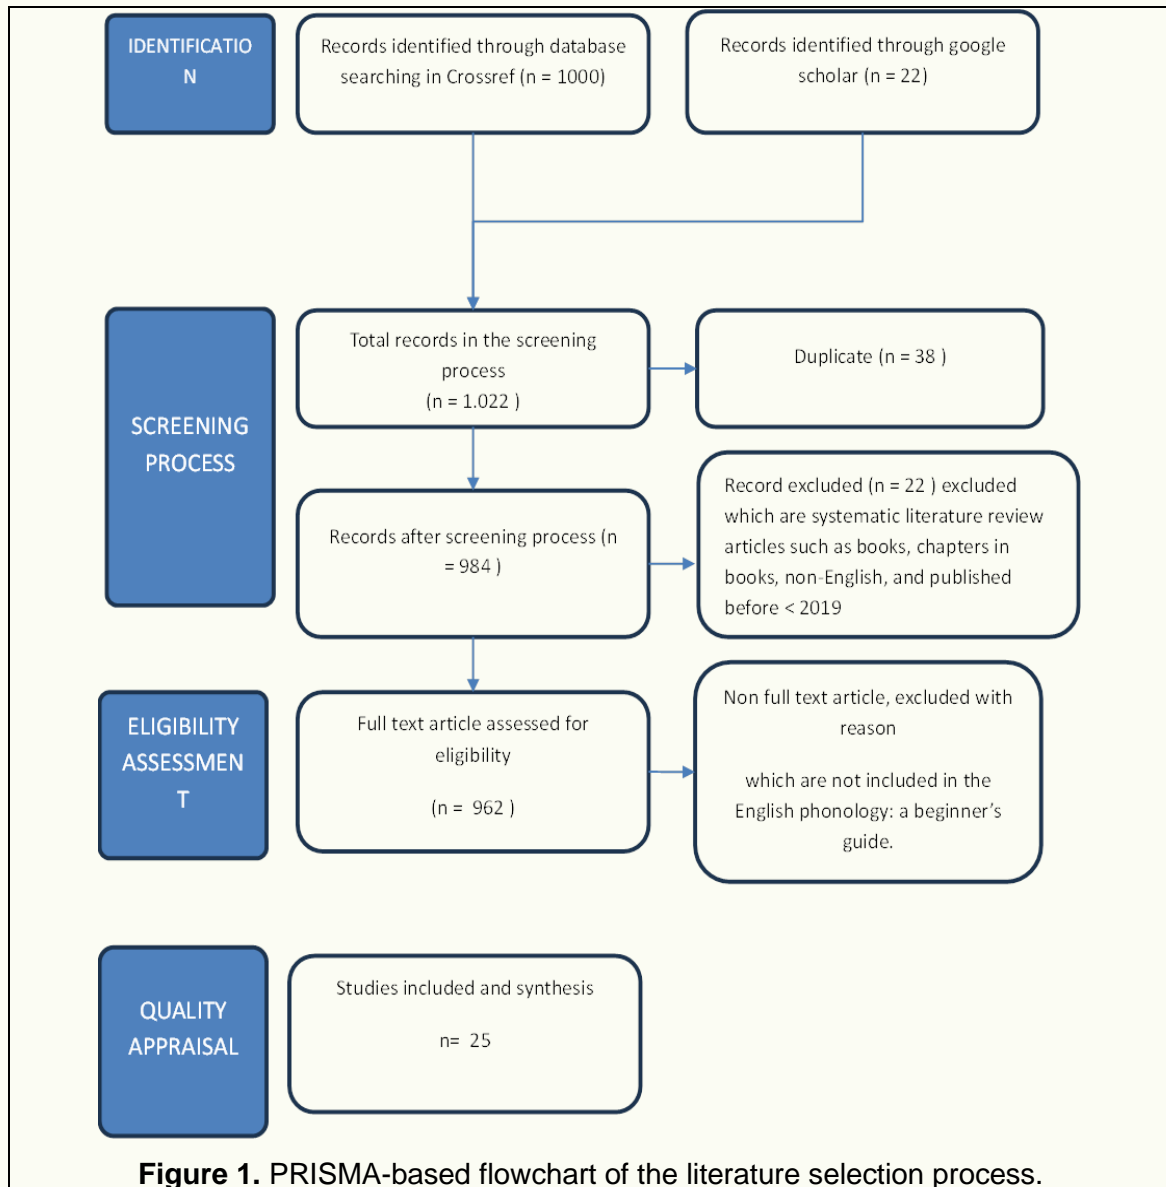 IDENTIFICATIO
N
Records identified through database
searching in Crossref (n = 1000)
Records identified through google
scholar (n = 22)
SCREENING
PROCESS
Total records in the screening
process
(n = 1.022 )
Duplicate (n = 38 )
Records after screening process (n
= 984 )
Record excluded (n = 22 ) excluded
which are systematic literature review
articles such as books, chapters in
books, non-English, and published
before < 2019
ELIGIBILITY
ASSESSMEN
T
Full text article assessed for
eligibility
(n = 962 )
Non full text article, excluded with
reason
which are not included in the
English phonology: a beginner’s
guide.
QUALITY
APPRAISAL
Studies included and synthesis
n= 25
Figure 1. PRISMA-based flowchart of the literature selection process.